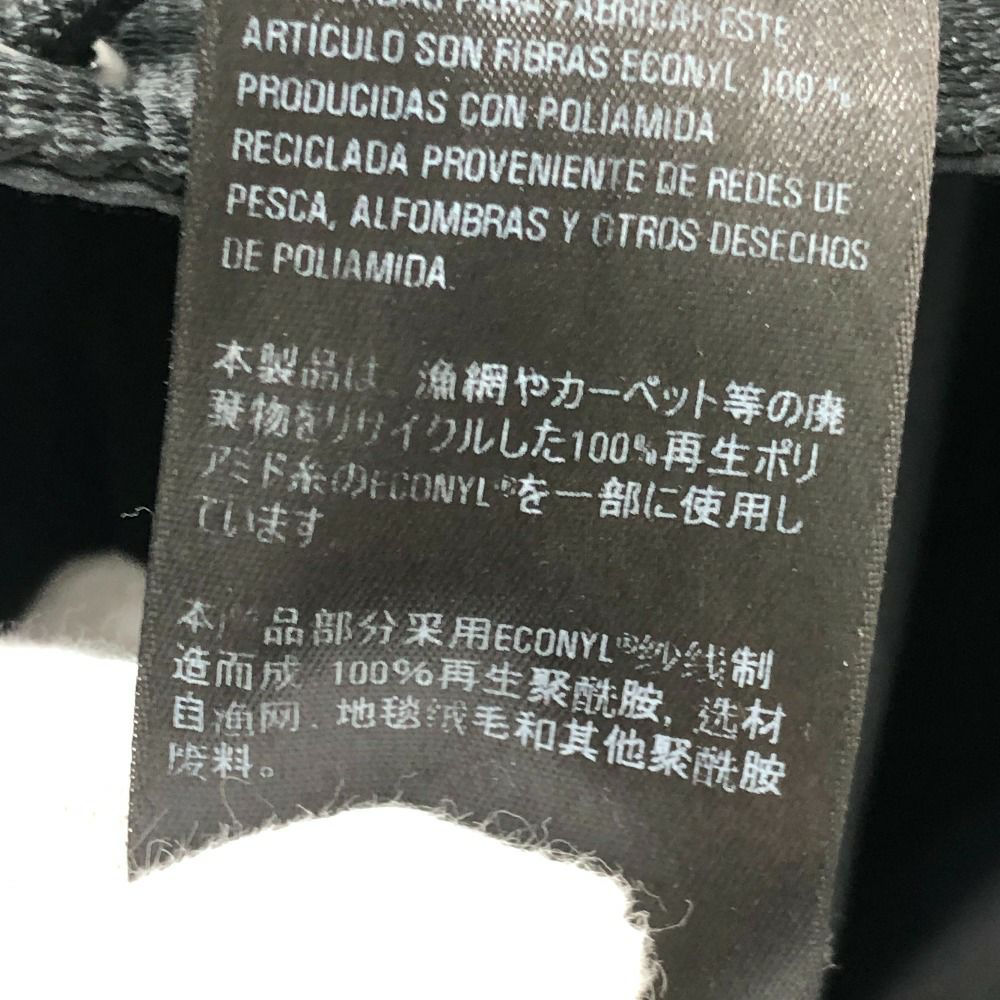 PARA FABRICAR ESTE
ARTÍCULO SON FIBRAS ECONYL 100 %
PRODUCIDAS CON POLIAMIDA
RECICLADA PROVENIENTE DE REDES DE
PESCA, ALFOMBRAS Y OTROS DESECHOS
DE POLIAMIDA.
本製品は、漁網やカーペット等の廃
棄物をリサイクルした100%再生ポリ
アミド糸のECONYL®を一部に使用し
ています
本 品部分采用ECONYL®纱线制
造而成 100%再生聚酰胺, 选材
自渔网、地毯绒毛和其他聚酰胺
废料。